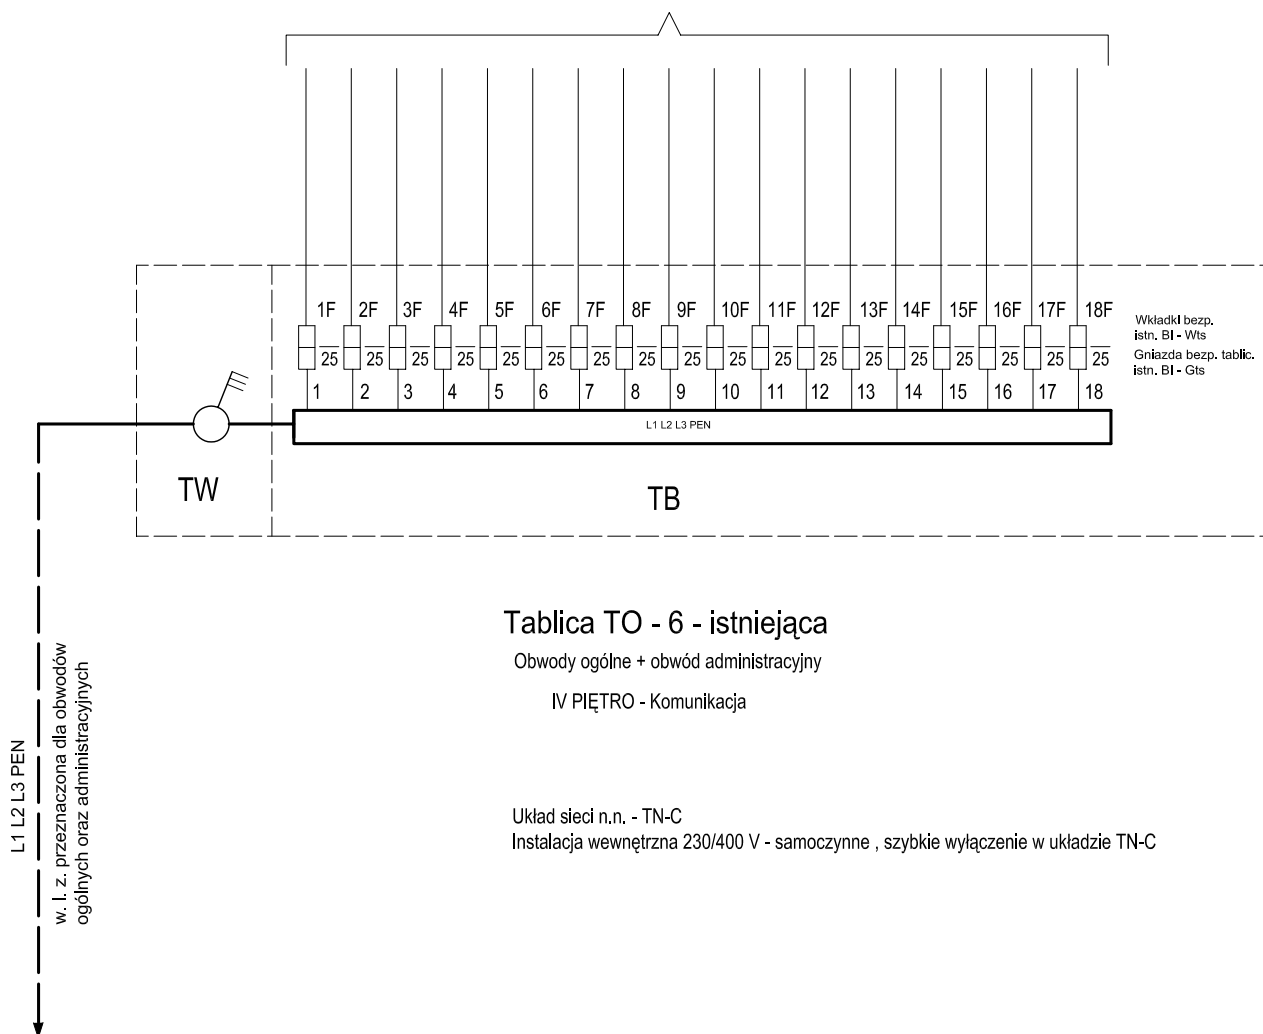 1F 2F 3F 4F 5F 6F 7F 8F 9F 10F 11F 12F 13F 14F 15F 16F 17F 18F
25 25 25 25 25 25 25 25 25 25 25 25 25 25 25 25 25 25
1 2 3 4 5 6 7 8 9 10 11 12 13 14 15 16 17 18
Wkładki bezp.
istn. BI - Wts
Gniazda bezp. tablic.
istn. BI - Gts
L1 L2 L3 PEN
TW
TB
Tablica TO - 6 - istniejąca
Obwody ogólne + obwód administracyjny
IV PIĘTRO - Komunikacja
Układ sieci n.n. - TN-C
Instalacja wewnętrzna 230/400 V - samoczynne , szybkie wyłączenie w układzie TN-C
L1 L2 L3 PEN
w. l. z. przeznaczona dla obwodów
ogólnych oraz administracyjnych